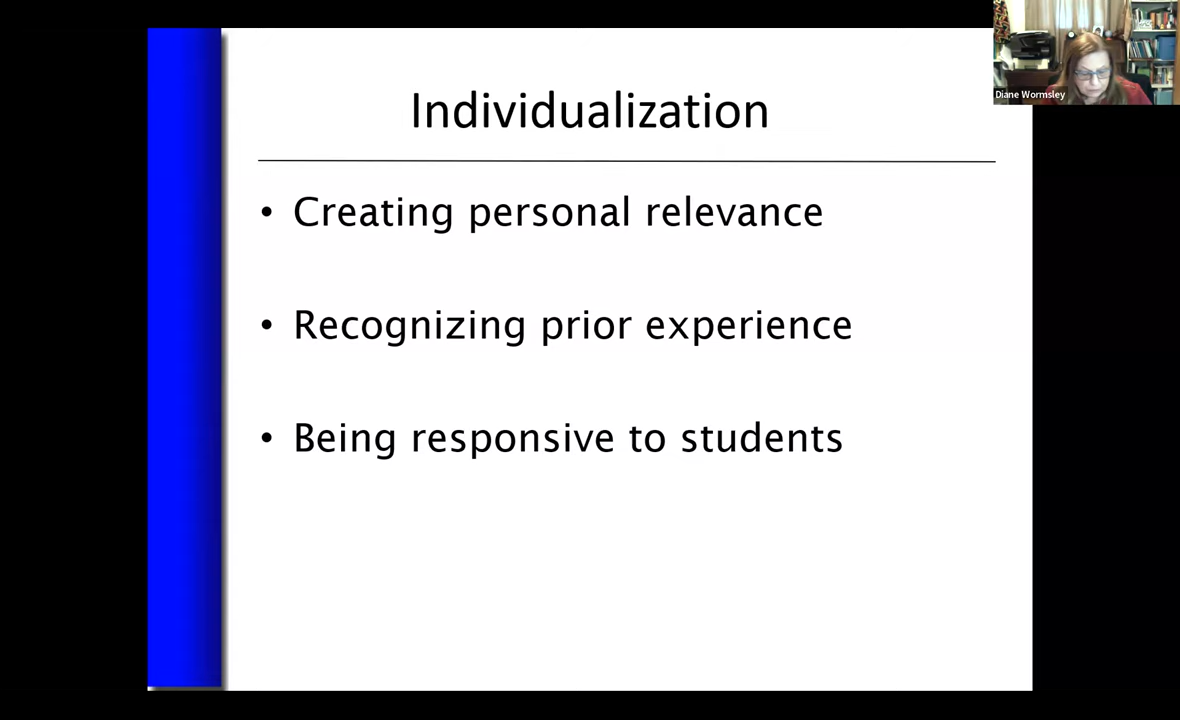 Individualization
• Creating personal relevance
• Recognizing prior experience
• Being responsive to students
Diane Wormsley